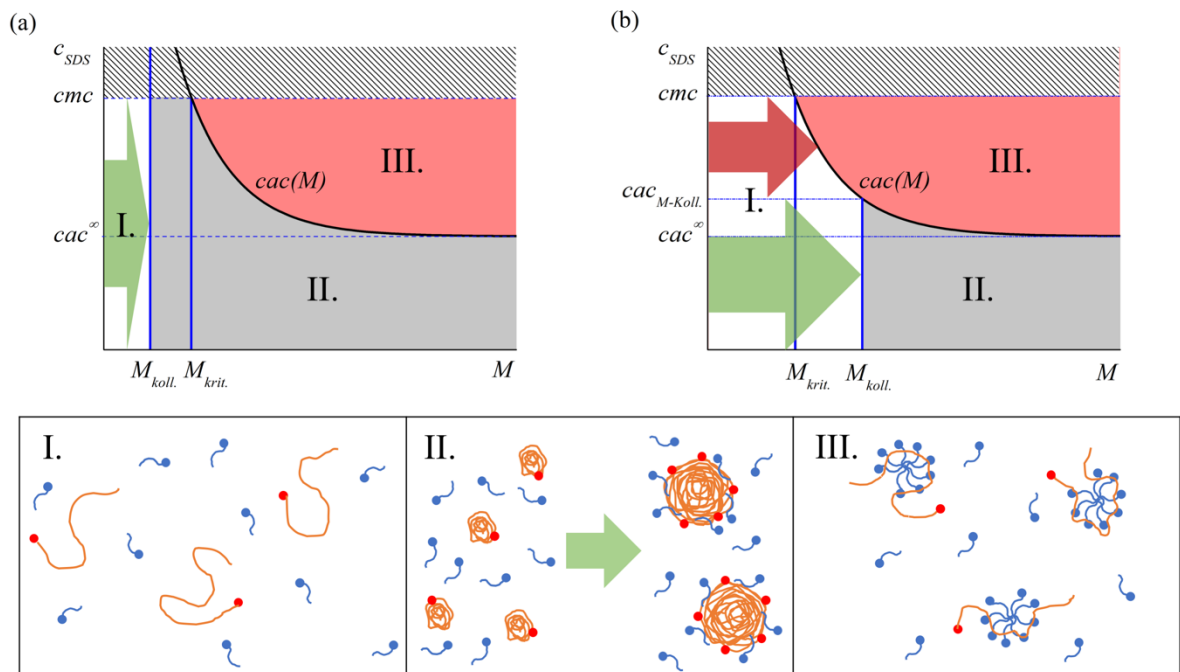 (a)
c_SDS
cmc
cac^∞
I.
III.
cac(M)
II.
M_koll.
M_krit.
M
(b)
c_SDS
cmc
cac_M-Koll.
cac^∞
I.
III.
cac(M)
II.
M_krit.
M_koll.
M
I.
II.
III.